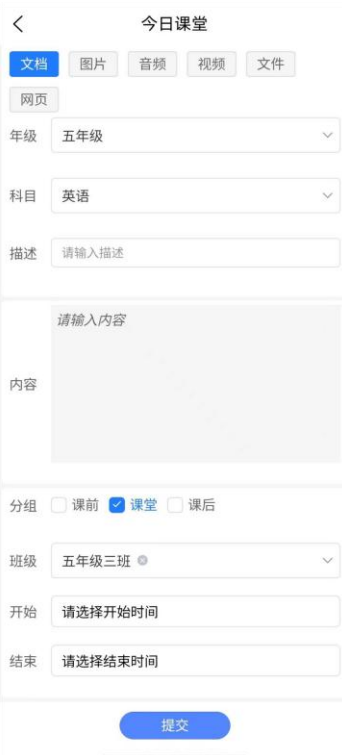 今日课堂
文档 图片 音频 视频 文件
网页
年级 五年级
科目 英语
描述 请输入描述
请输入内容
内容
分组 课前 课堂 课后
班级 五年级三班
开始 请选择开始时间
结束 请选择结束时间
提交